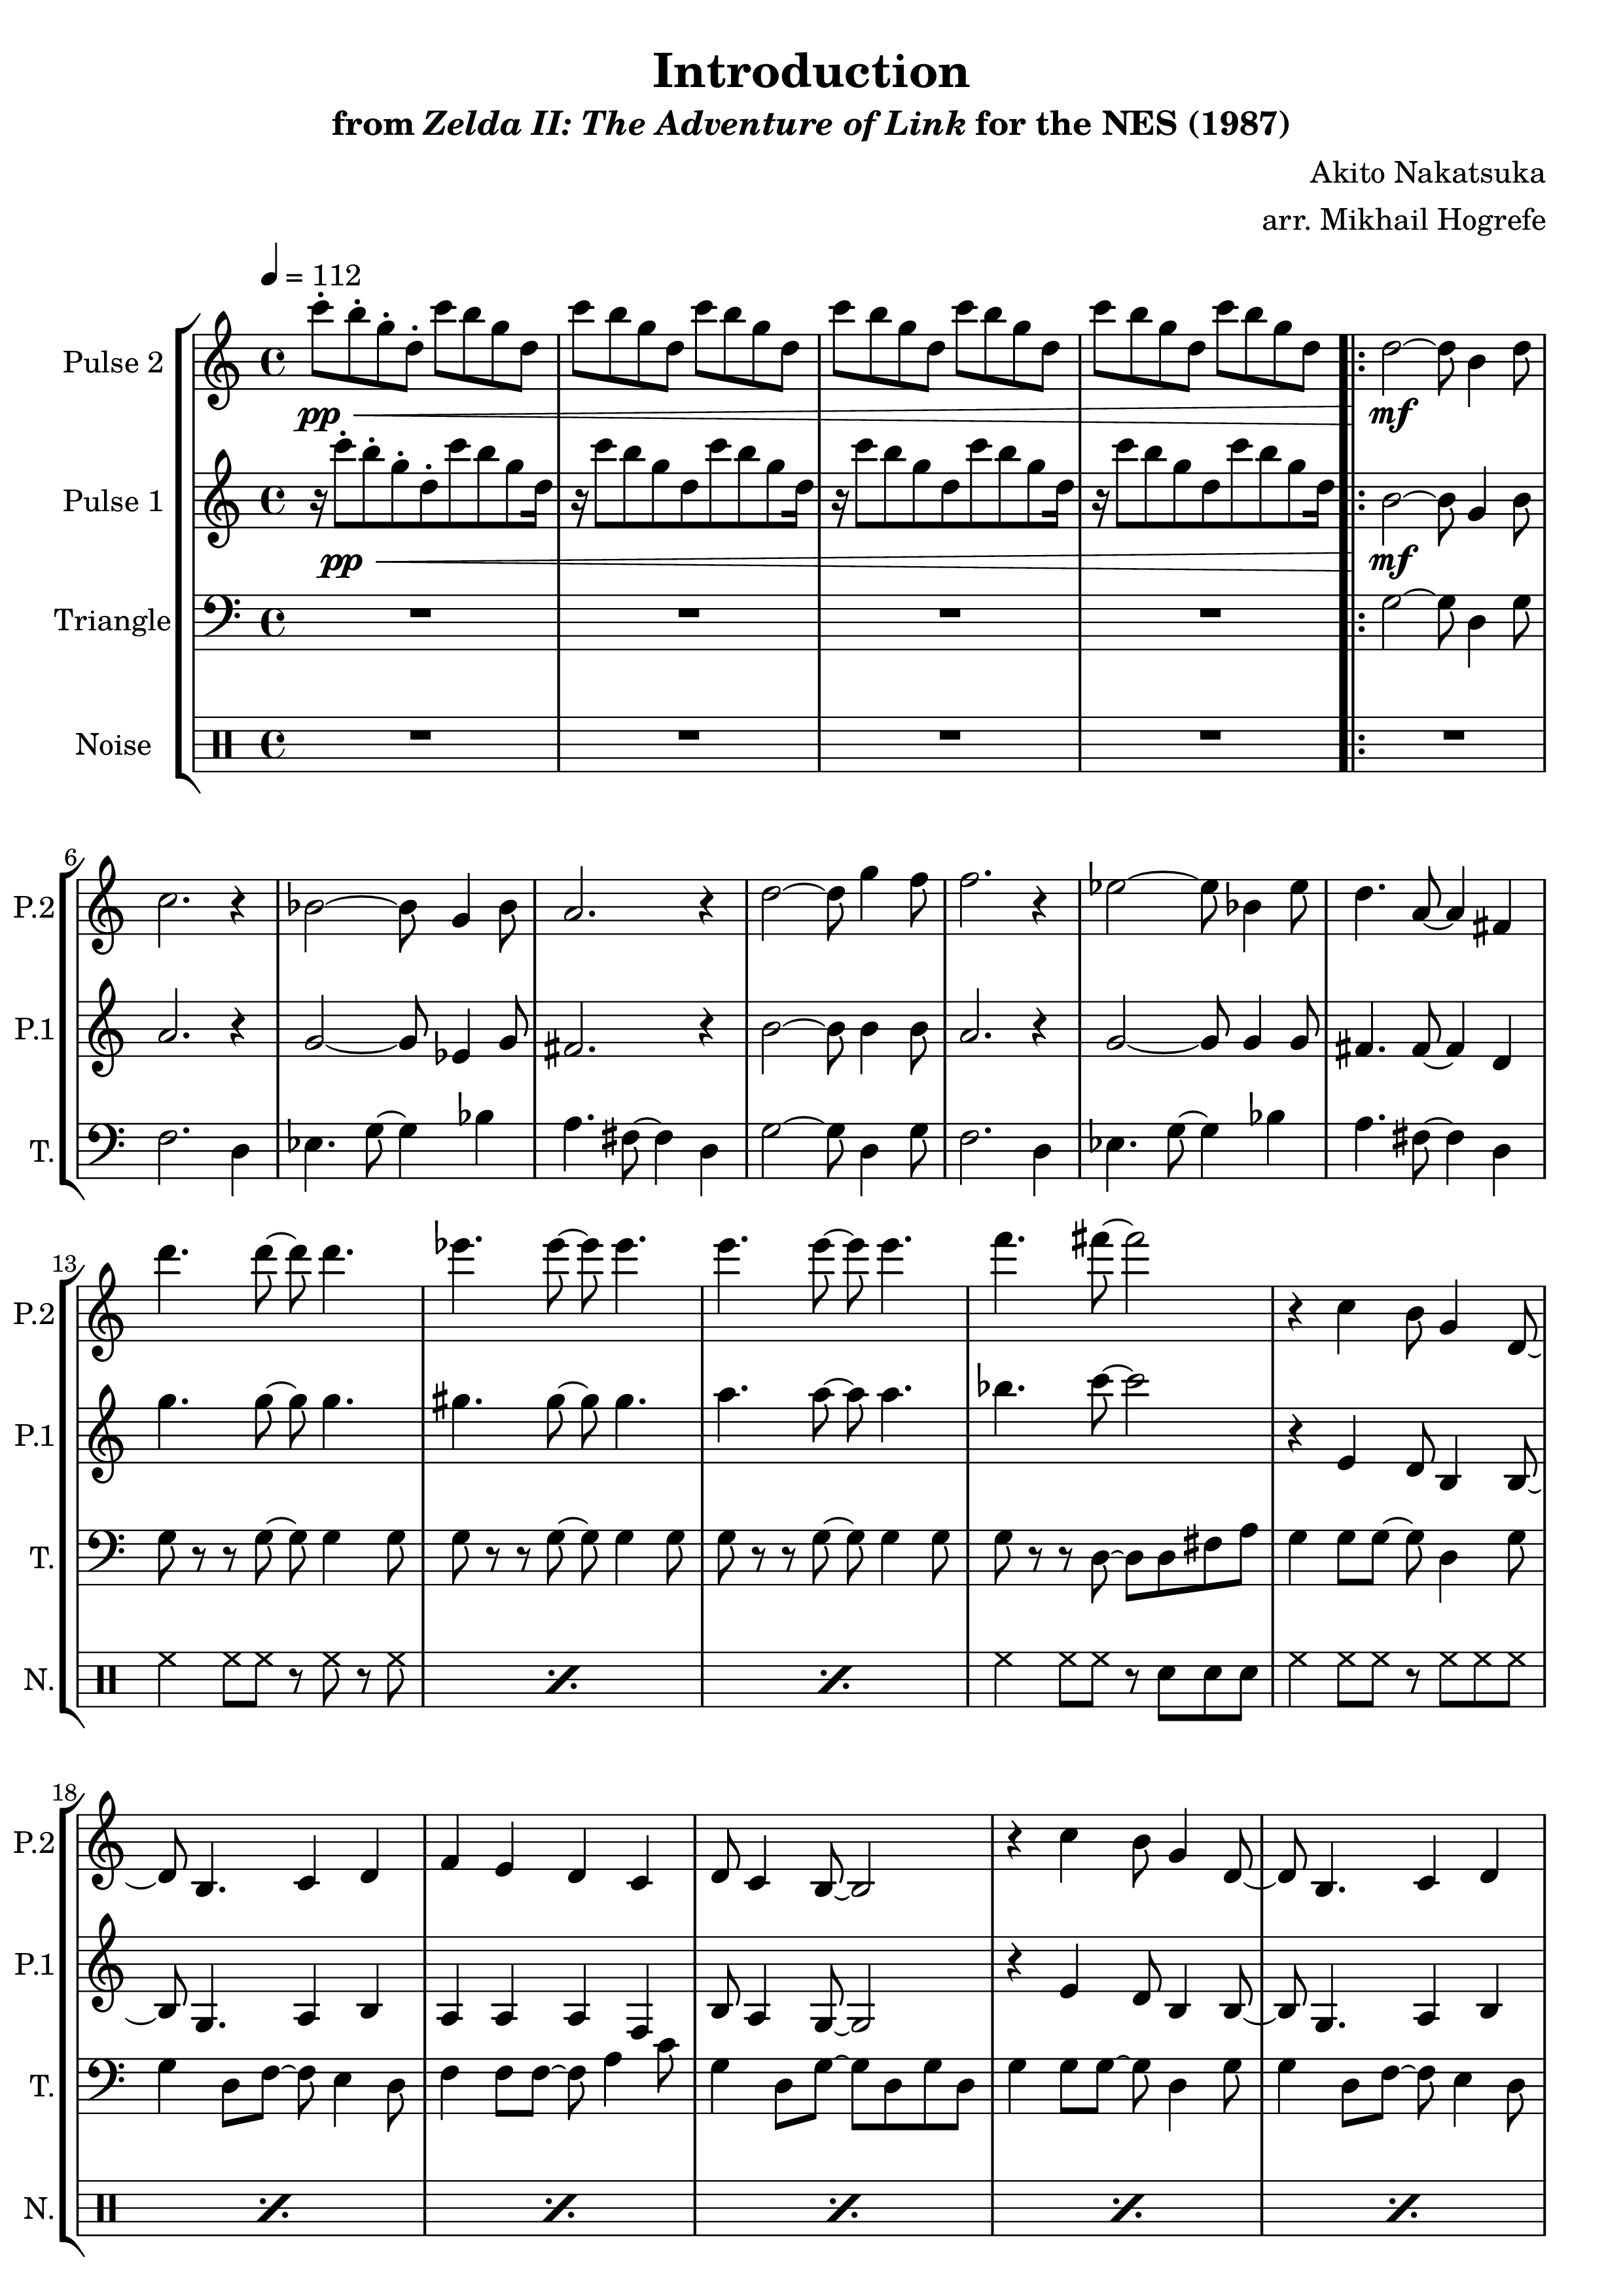 Introduction
from Zelda II: The Adventure of Link for the NES (1987)
Akito Nakatsuka
arr. Mikhail Hogrefe
= 112
Pulse 2
pp
mf
Pulse 1
pp
mf
Triangle
Noise
6
P.2
P.1
T.
13
P.2
P.1
T.
N.
18
P.2
P.1
T.
N.